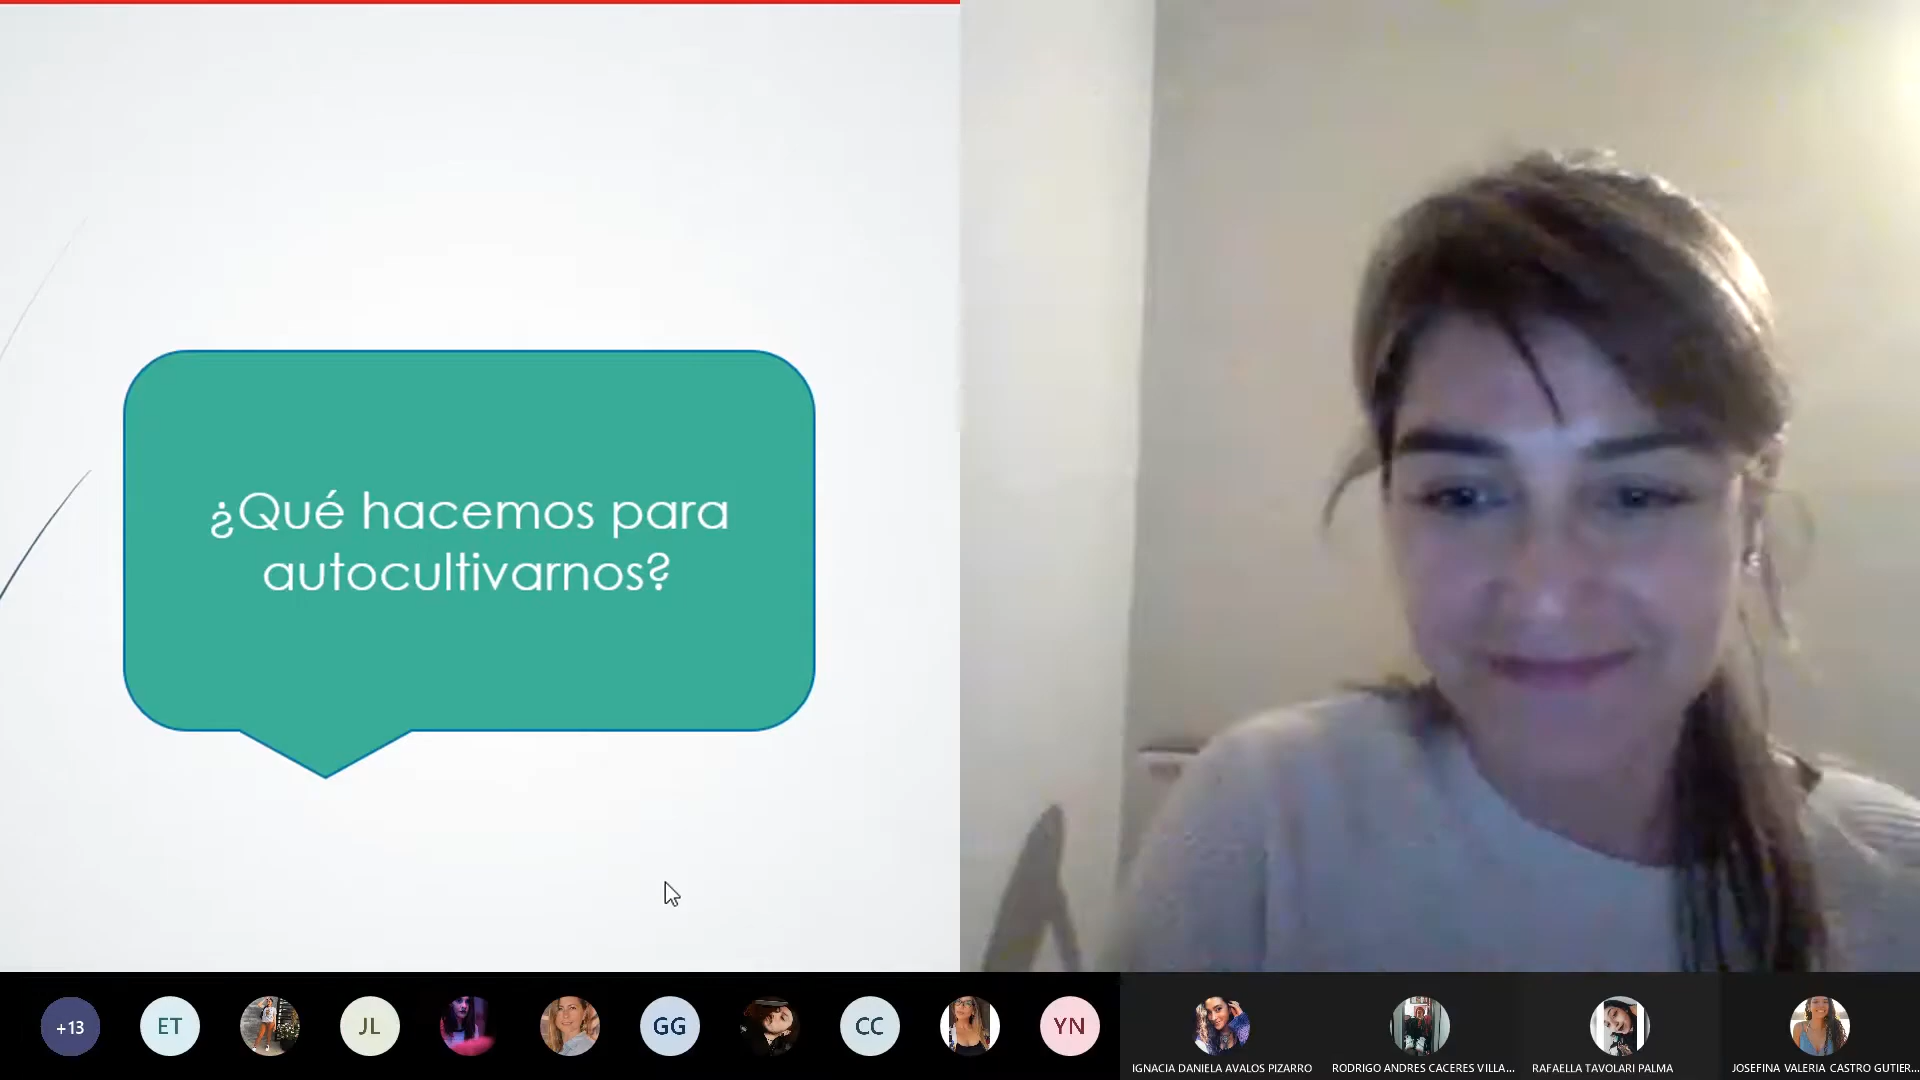 ¿Qué hacemos para
autocultivarnos?
+13
ET
JL
GG
CC
YN
IGNACIA DANIELA AVALOS PIZARRO
RODRIGO ANDRES CACERES VILLA...
RAFAELLA TAVOLARI PALMA
JOSEFINA VALERIA CASTRO GUTIER...